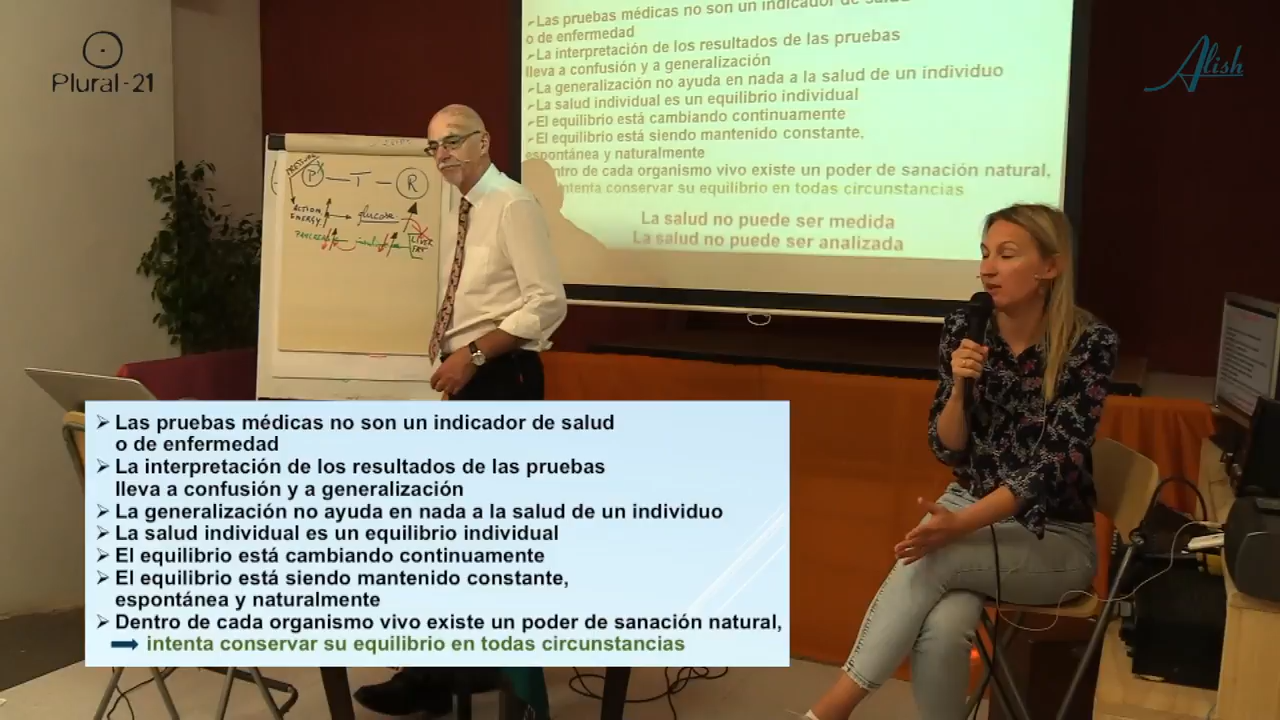 Plural-21
Alish
➢Las pruebas médicas no son un indicador de salud
o de enfermedad
➢La interpretación de los resultados de las pruebas
lleva a confusión y a generalización
➢La generalización no ayuda en nada a la salud de un individuo
➢La salud individual es un equilibrio individual
➢El equilibrio está cambiando continuamente
➢El equilibrio está siendo mantenido constante,
espontánea y naturalmente
ntro de cada organismo vivo existe un poder de sanación natural,
intenta conservar su equilibrio en todas circunstancias
La salud no puede ser medida
La salud no puede ser analizada
P — T — R
ACTION
ENERGY
glucose
PANCREAS
LIVER
FAT
➢ Las pruebas médicas no son un indicador de salud
o de enfermedad
➢ La interpretación de los resultados de las pruebas
lleva a confusión y a generalización
➢ La generalización no ayuda en nada a la salud de un individuo
➢ La salud individual es un equilibrio individual
➢ El equilibrio está cambiando continuamente
➢ El equilibrio está siendo mantenido constante,
espontánea y naturalmente
➢ Dentro de cada organismo vivo existe un poder de sanación natural,
➡ intenta conservar su equilibrio en todas circunstancias